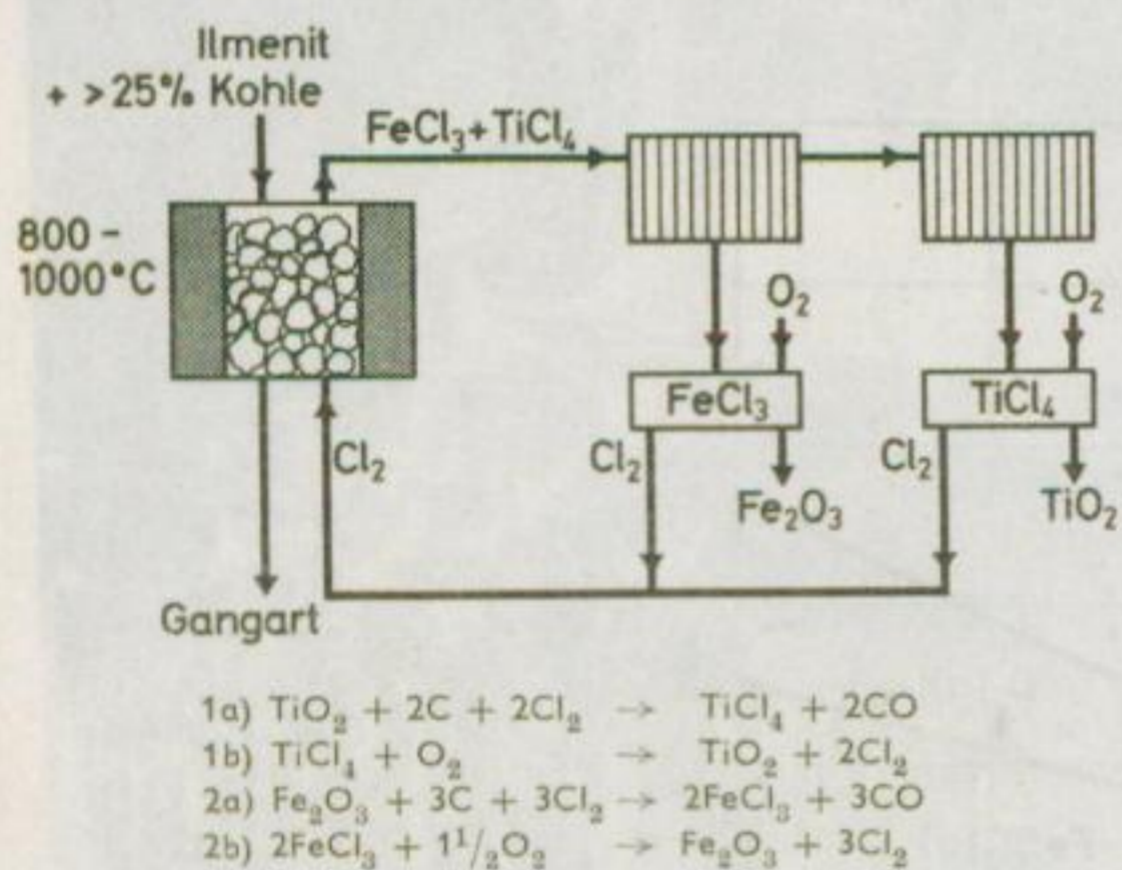 Ilmenit
+ >25% Kohle
FeCl₃+TiCl₄
800-
1000°C
O₂
O₂
FeCl₃
TiCl₄
Cl₂
Cl₂
Cl₂
Fe₂O₃
TiO₂
Gangart
1a) TiO₂ + 2C + 2Cl₂ → TiCl₄ + 2CO
1b) TiCl₄ + O₂ → TiO₂ + 2Cl₂
2a) Fe₂O₃ + 3C + 3Cl₂ → 2FeCl₃ + 3CO
2b) 2FeCl₃ + 1¹/₂O₂ → Fe₂O₃ + 3Cl₂